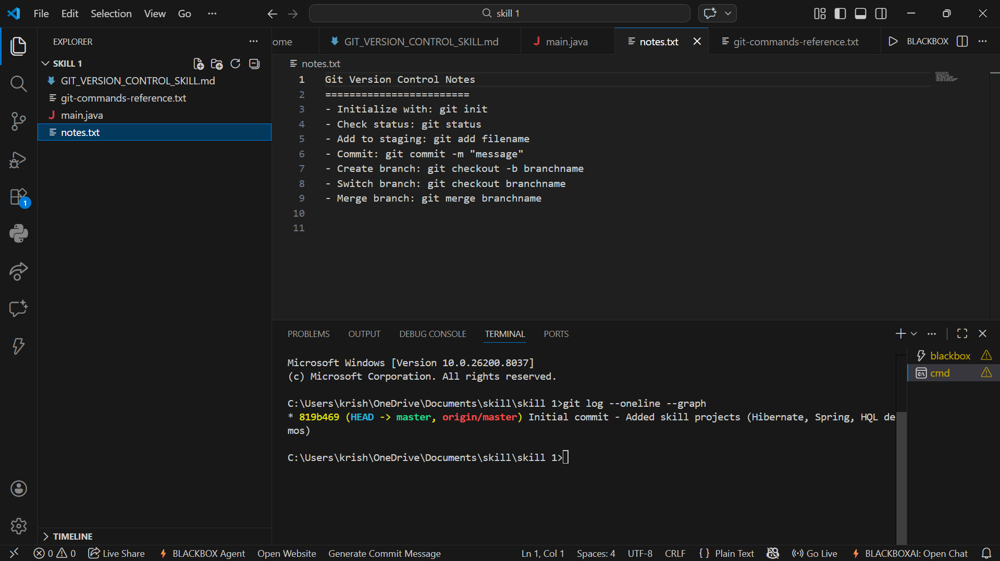 File Edit Selection View Go
skill 1
EXPLORER
ome
GIT_VERSION_CONTROL_SKILL.md
main.java
notes.txt
git-commands-reference.txt
BLACKBOX
SKILL 1
GIT_VERSION_CONTROL_SKILL.md
git-commands-reference.txt
main.java
notes.txt
notes.txt
1 Git Version Control Notes
2 ========================
3 - Initialize with: git init
4 - Check status: git status
5 - Add to staging: git add filename
6 - Commit: git commit -m "message"
7 - Create branch: git checkout -b branchname
8 - Switch branch: git checkout branchname
9 - Merge branch: git merge branchname
10
11
1
PROBLEMS OUTPUT DEBUG CONSOLE TERMINAL PORTS
Microsoft Windows [Version 10.0.26200.8037]
(c) Microsoft Corporation. All rights reserved.
C:\Users\krish\OneDrive\Documents\skill\skill 1>git log --oneline --graph
* 819b469 (HEAD -> master, origin/master) Initial commit - Added skill projects (Hibernate, Spring, HQL de
mos)
C:\Users\krish\OneDrive\Documents\skill\skill 1>
blackbox
cmd
TIMELINE
0 0 Live Share BLACKBOX Agent Open Website Generate Commit Message Ln 1, Col 1 Spaces: 4 UTF-8 CRLF {} Plain Text Go Live BLACKBOXAI: Open Chat